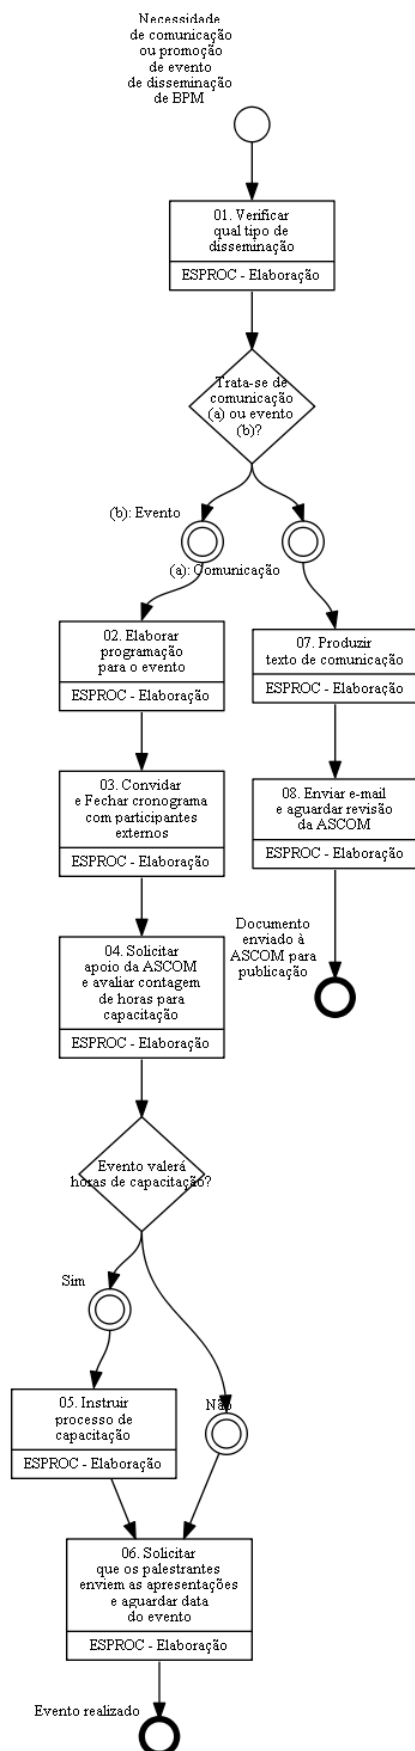 Necessidade
de comunicação
ou promoção
de evento
de disseminação
de BPM
01. Verificar
qual tipo de
disseminação
ESPROC - Elaboração
Trata-se de
comunicação
(a) ou evento
(b)?
(b): Evento
(a): Comunicação
02. Elaborar
programação
para o evento
ESPROC - Elaboração
07. Produzir
texto de comunicação
ESPROC - Elaboração
03. Convidar
e Fechar cronograma
com participantes
externos
ESPROC - Elaboração
08. Enviar e-mail
e aguardar revisão
da ASCOM
ESPROC - Elaboração
04. Solicitar
apoio da ASCOM
e avaliar contagem
de horas para
capacitação
ESPROC - Elaboração
Documento
enviado à
ASCOM para
publicação
Evento valerá
horas de capacitação?
Sim
Não
05. Instruir
processo de
capacitação
ESPROC - Elaboração
06. Solicitar
que os palestrantes
enviem as apresentações
e aguardar data
do evento
ESPROC - Elaboração
Evento realizado